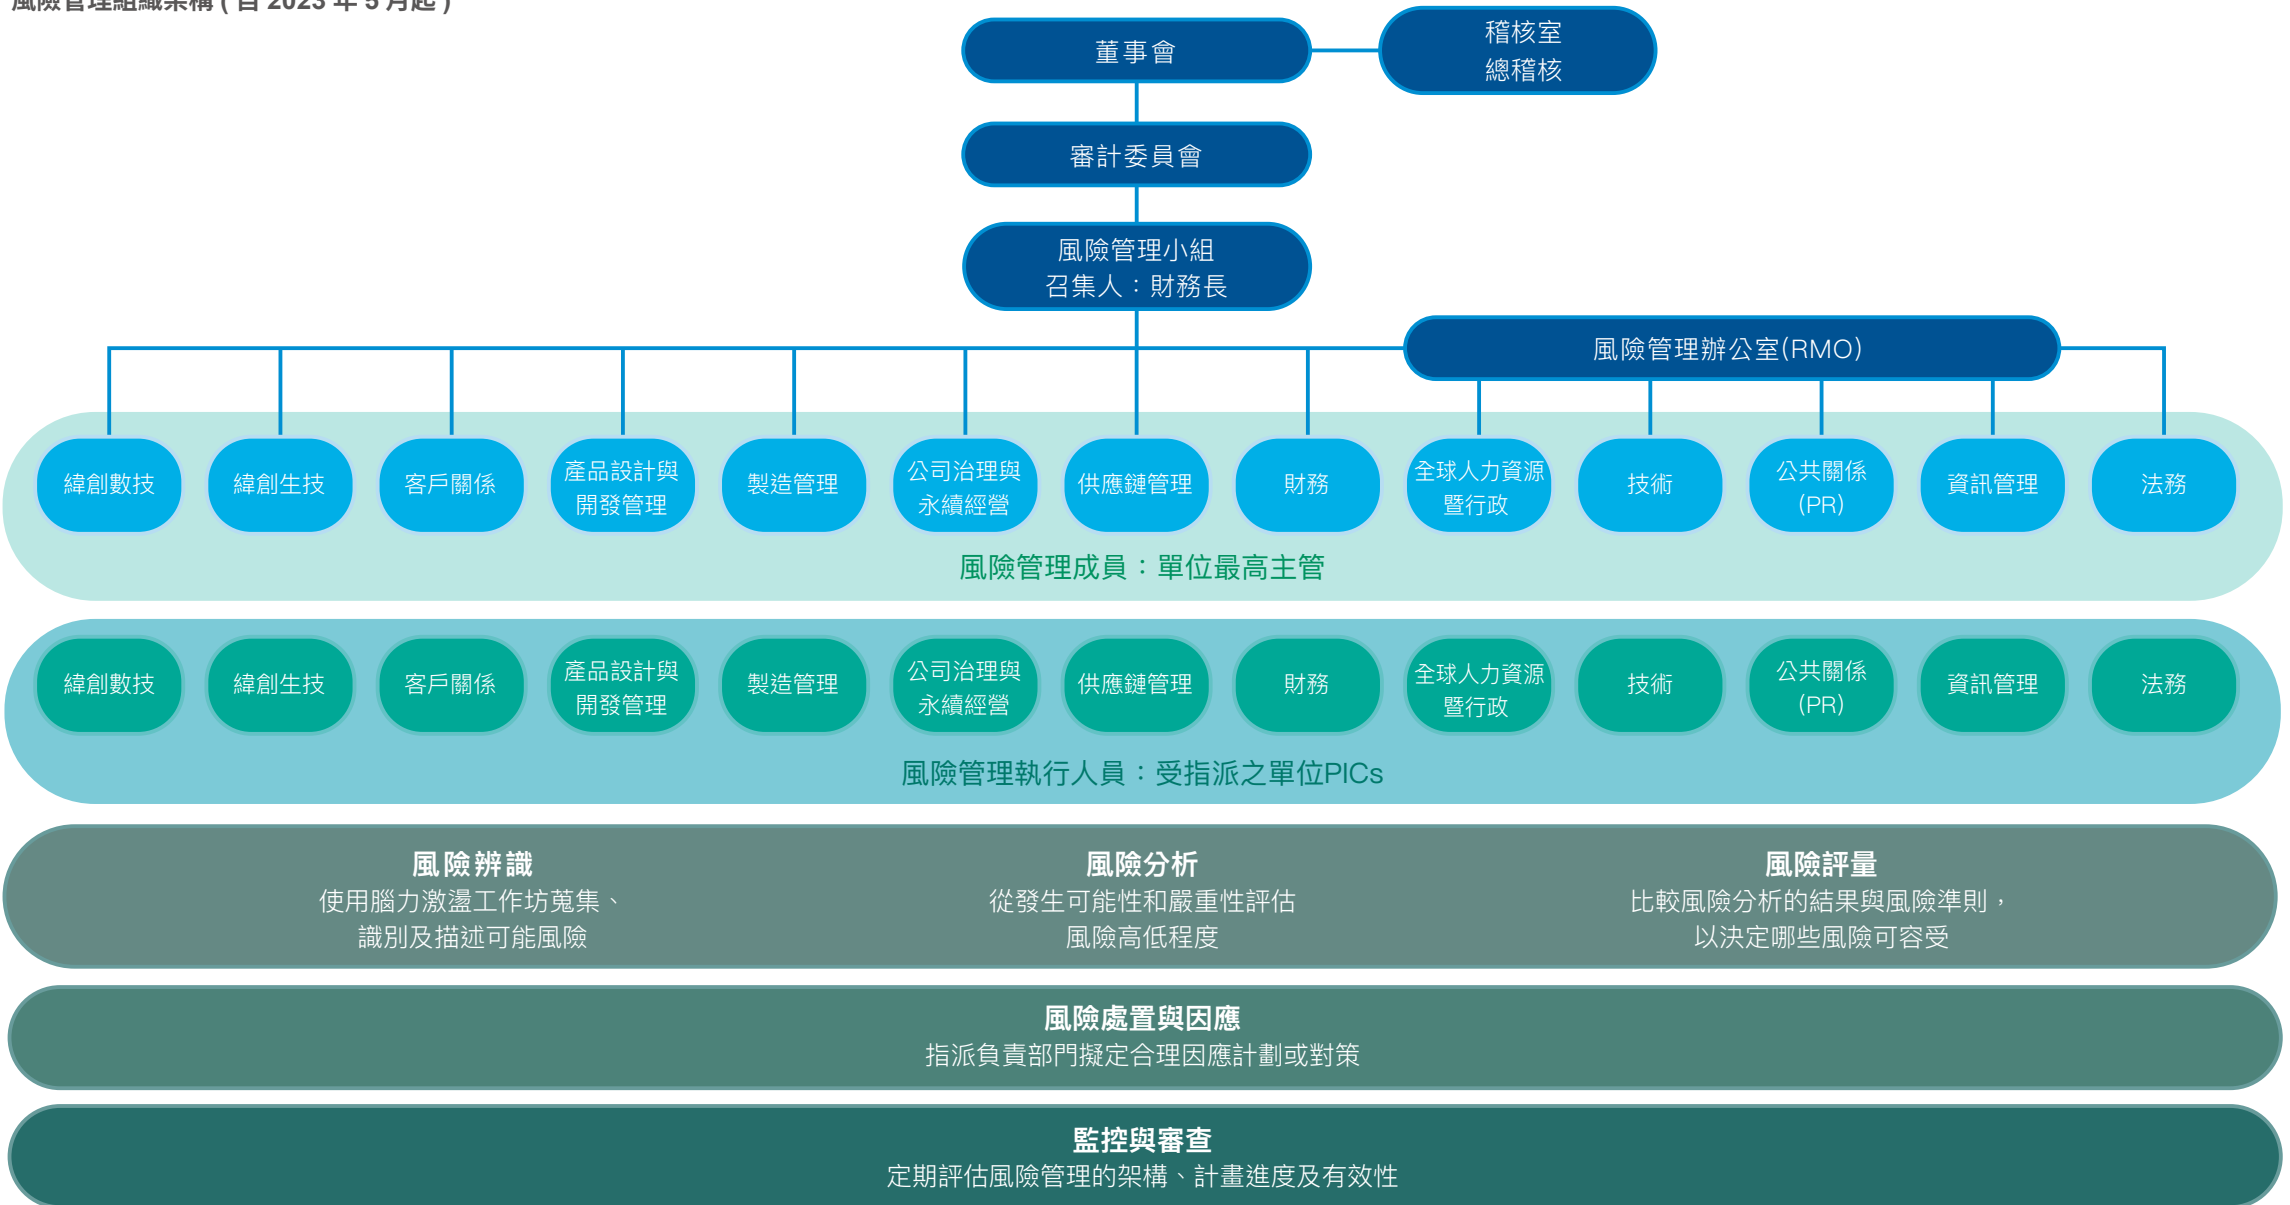 風險管理組織架構 ( 自 2023 年 5 月起 )
董事會
稽核室
總稽核
審計委員會
風險管理小組
召集人：財務長
風險管理辦公室(RMO)
緯創數技
緯創生技
客戶關係
產品設計與
開發管理
製造管理
公司治理與
永續經營
供應鏈管理
財務
全球人力資源
暨行政
技術
公共關係
(PR)
資訊管理
法務
風險管理成員：單位最高主管
緯創數技
緯創生技
客戶關係
產品設計與
開發管理
製造管理
公司治理與
永續經營
供應鏈管理
財務
全球人力資源
暨行政
技術
公共關係
(PR)
資訊管理
法務
風險管理執行人員：受指派之單位PICs
風險辨識
使用腦力激盪工作坊蒐集、
識別及描述可能風險
風險分析
從發生可能性和嚴重性評估
風險高低程度
風險評量
比較風險分析的結果與風險準則，
以決定哪些風險可容受
風險處置與因應
指派負責部門擬定合理因應計劃或對策
監控與審查
定期評估風險管理的架構、計畫進度及有效性